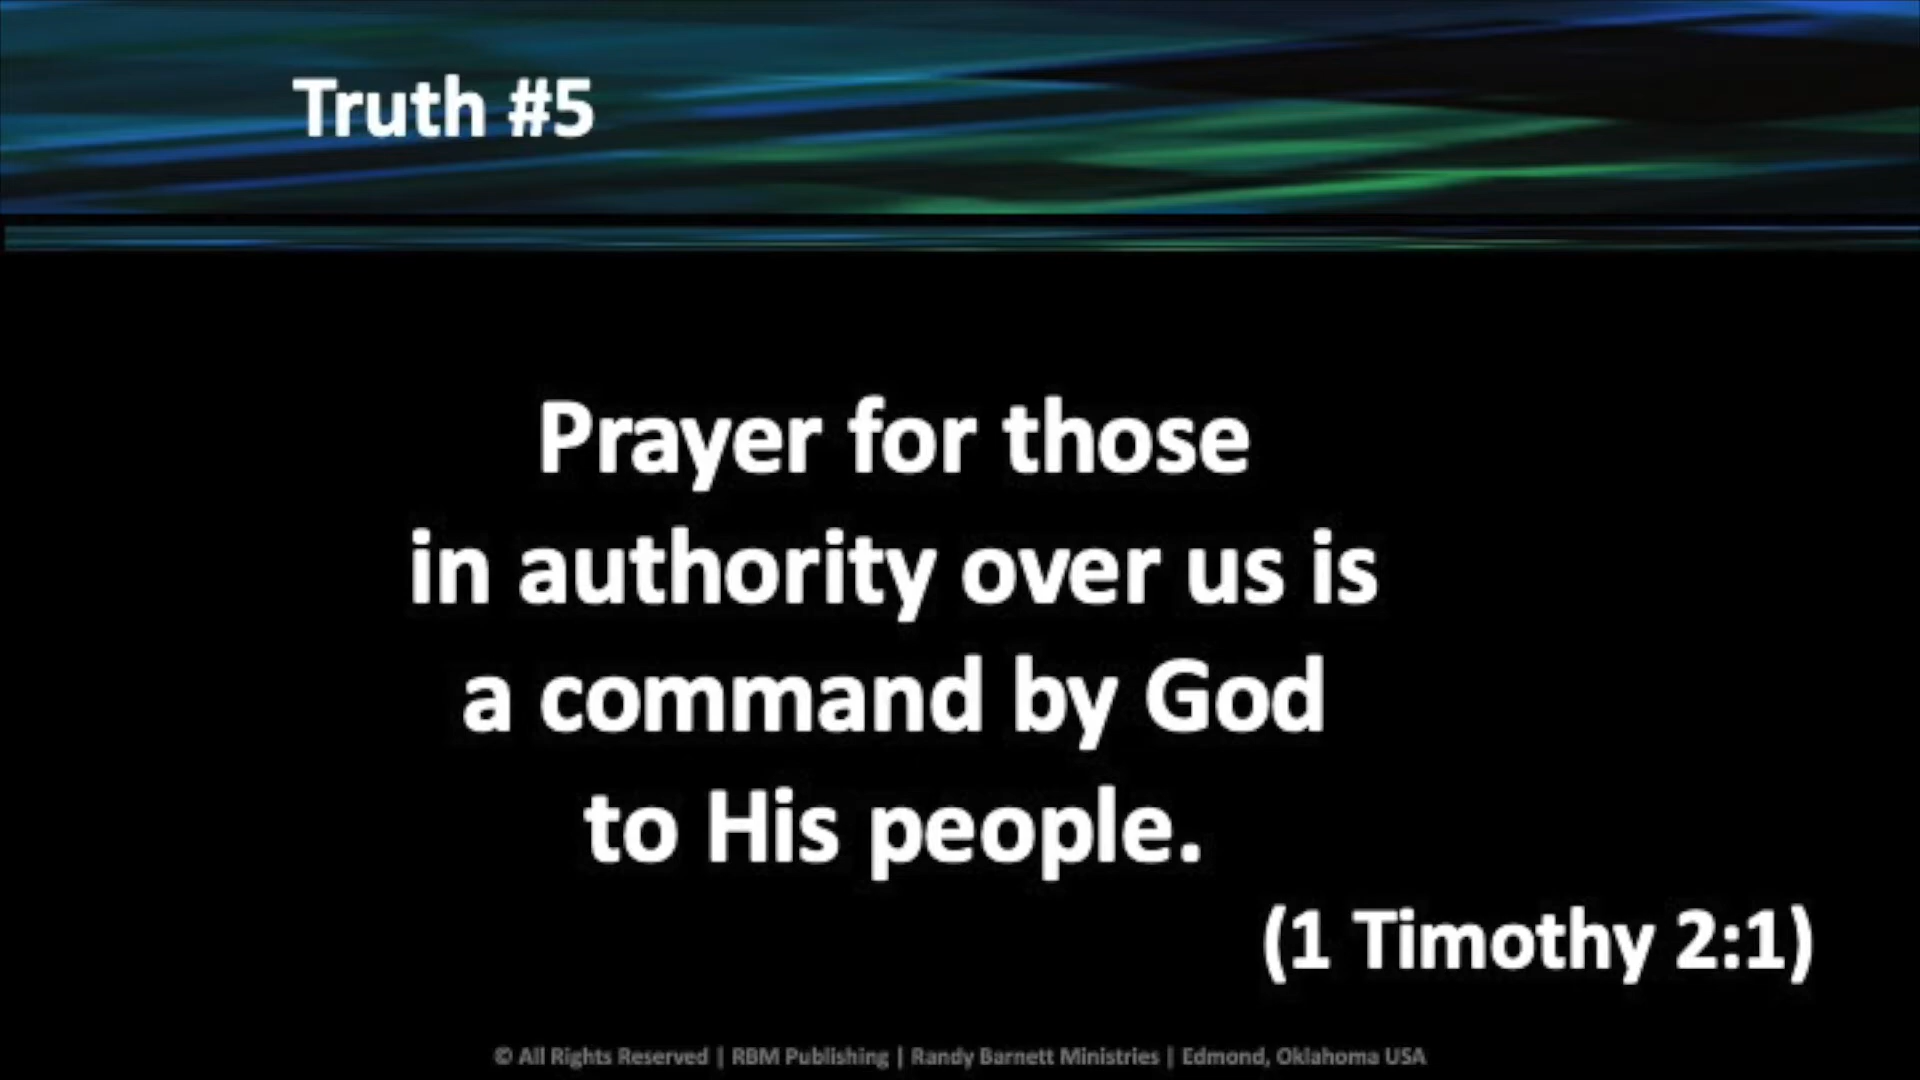 Truth #5
Prayer for those
in authority over us is
a command by God
to His people.
(1 Timothy 2:1)
© All Rights Reserved | RBM Publishing | Randy Barnett Ministries | Edmond, Oklahoma USA